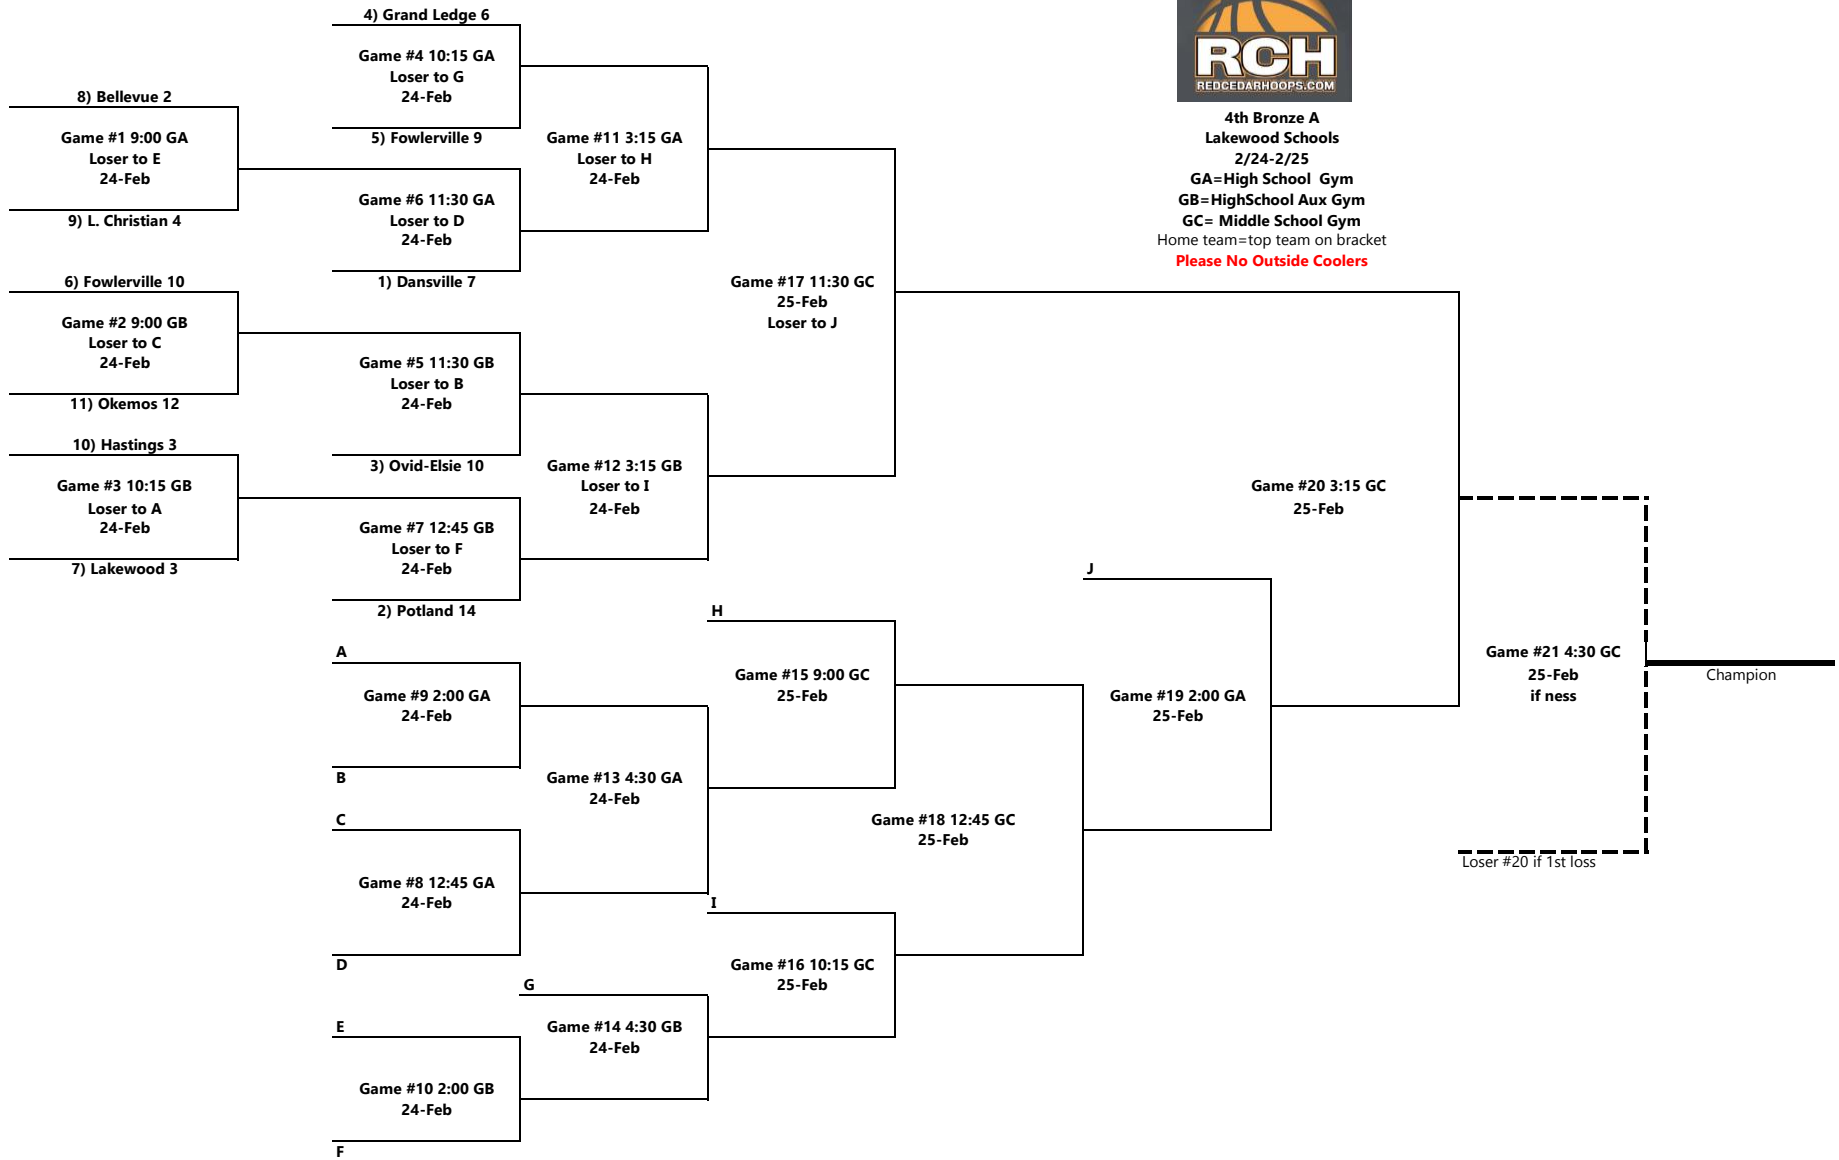 4) Grand Ledge 6
Game #4 10:15 GA
Loser to G
24-Feb
5) Fowlerville 9
8) Bellevue 2
Game #1 9:00 GA
Loser to E
24-Feb
9) L. Christian 4
Game #6 11:30 GA
Loser to D
24-Feb
1) Dansville 7
Game #11 3:15 GA
Loser to H
24-Feb
6) Fowlerville 10
Game #2 9:00 GB
Loser to C
24-Feb
11) Okemos 12
Game #5 11:30 GB
Loser to B
24-Feb
3) Ovid-Elsie 10
10) Hastings 3
Game #3 10:15 GB
Loser to A
24-Feb
7) Lakewood 3
Game #7 12:45 GB
Loser to F
24-Feb
2) Potland 14
Game #12 3:15 GB
Loser to I
24-Feb
Game #17 11:30 GC
25-Feb
Loser to J
RCH
REDCEDARHOOPS.COM
4th Bronze A
Lakewood Schools
2/24-2/25
GA=High School  Gym
GB=HighSchool Aux Gym
GC= Middle School Gym
Home team=top team on bracket
Please No Outside Coolers
A
Game #9 2:00 GA
24-Feb
B
C
Game #8 12:45 GA
24-Feb
D
E
Game #10 2:00 GB
24-Feb
F
Game #13 4:30 GA
24-Feb
G
Game #14 4:30 GB
24-Feb
H
Game #15 9:00 GC
25-Feb
I
Game #16 10:15 GC
25-Feb
Game #18 12:45 GC
25-Feb
J
Game #19 2:00 GA
25-Feb
Game #20 3:15 GC
25-Feb
Game #21 4:30 GC
25-Feb
if ness
Loser #20 if 1st loss
Champion